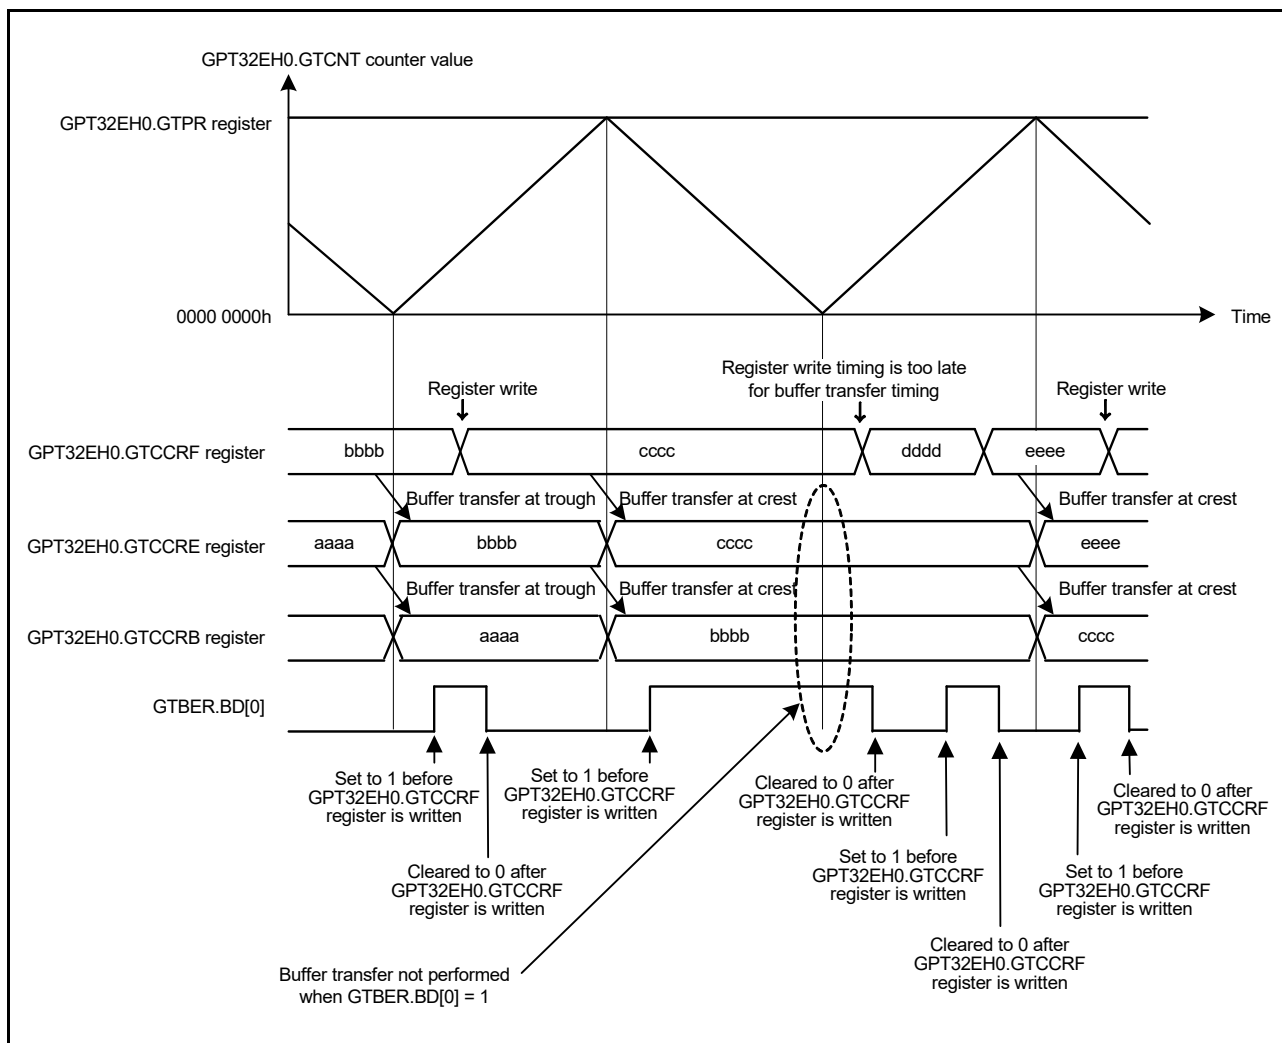 GPT32EH0.GTCNT counter value
GPT32EH0.GTPR register
0000 0000h
Time
Register write
Register write timing is too late
for buffer transfer timing
Register write
GPT32EH0.GTCCRF register
bbbb
cccc
dddd
eeee
Buffer transfer at trough
Buffer transfer at crest
Buffer transfer at crest
GPT32EH0.GTCCRE register
aaaa
bbbb
cccc
eeee
Buffer transfer at trough
Buffer transfer at crest
Buffer transfer at crest
GPT32EH0.GTCCRB register
aaaa
bbbb
cccc
GTBER.BD[0]
Set to 1 before
GPT32EH0.GTCCRF
register is written
Set to 1 before
GPT32EH0.GTCCRF
register is written
Cleared to 0 after
GPT32EH0.GTCCRF
register is written
Cleared to 0 after
GPT32EH0.GTCCRF
register is written
Cleared to 0 after
GPT32EH0.GTCCRF
register is written
Set to 1 before
GPT32EH0.GTCCRF
register is written
Set to 1 before
GPT32EH0.GTCCRF
register is written
Cleared to 0 after
GPT32EH0.GTCCRF
register is written
Buffer transfer not performed
when GTBER.BD[0] = 1